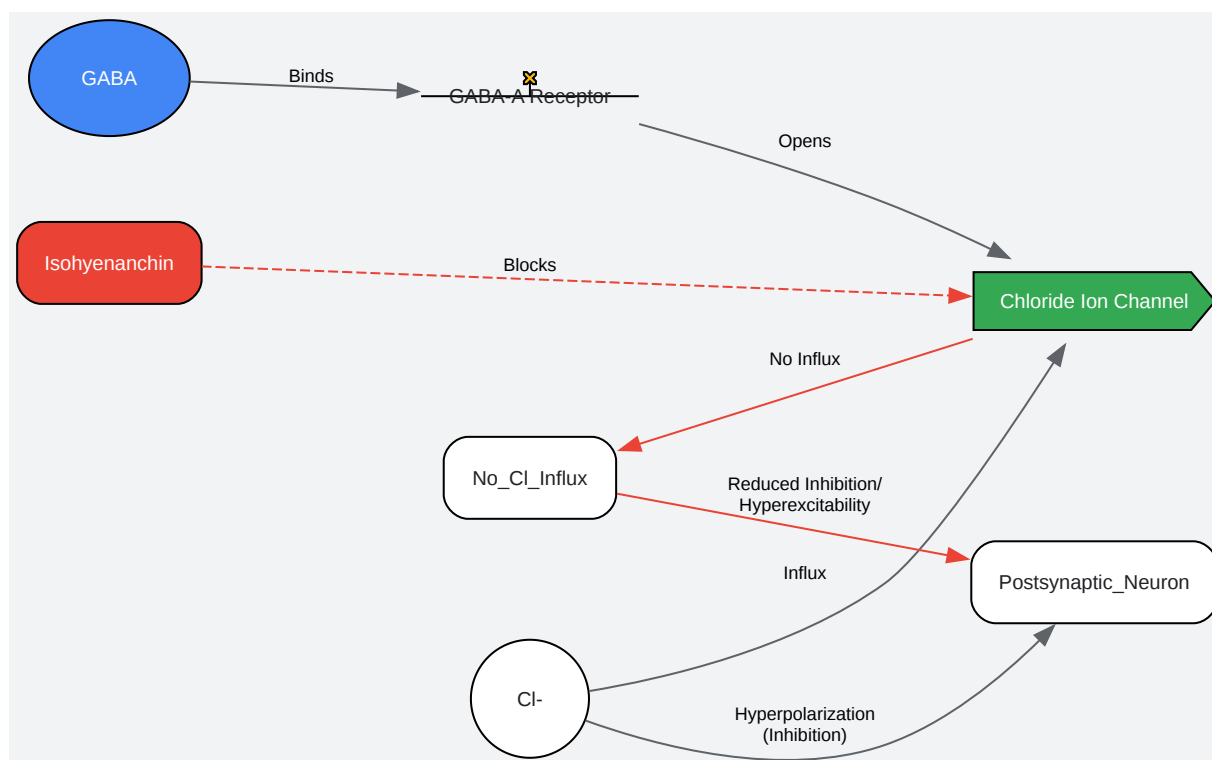 GABA
Binds
GABA-A Receptor
Opens
Isohyenanchin
Blocks
Chloride Ion Channel
No Influx
No_Cl_Influx
Reduced Inhibition/
Hyperexcitability
Influx
Postsynaptic_Neuron
Cl-
Hyperpolarization
(Inhibition)